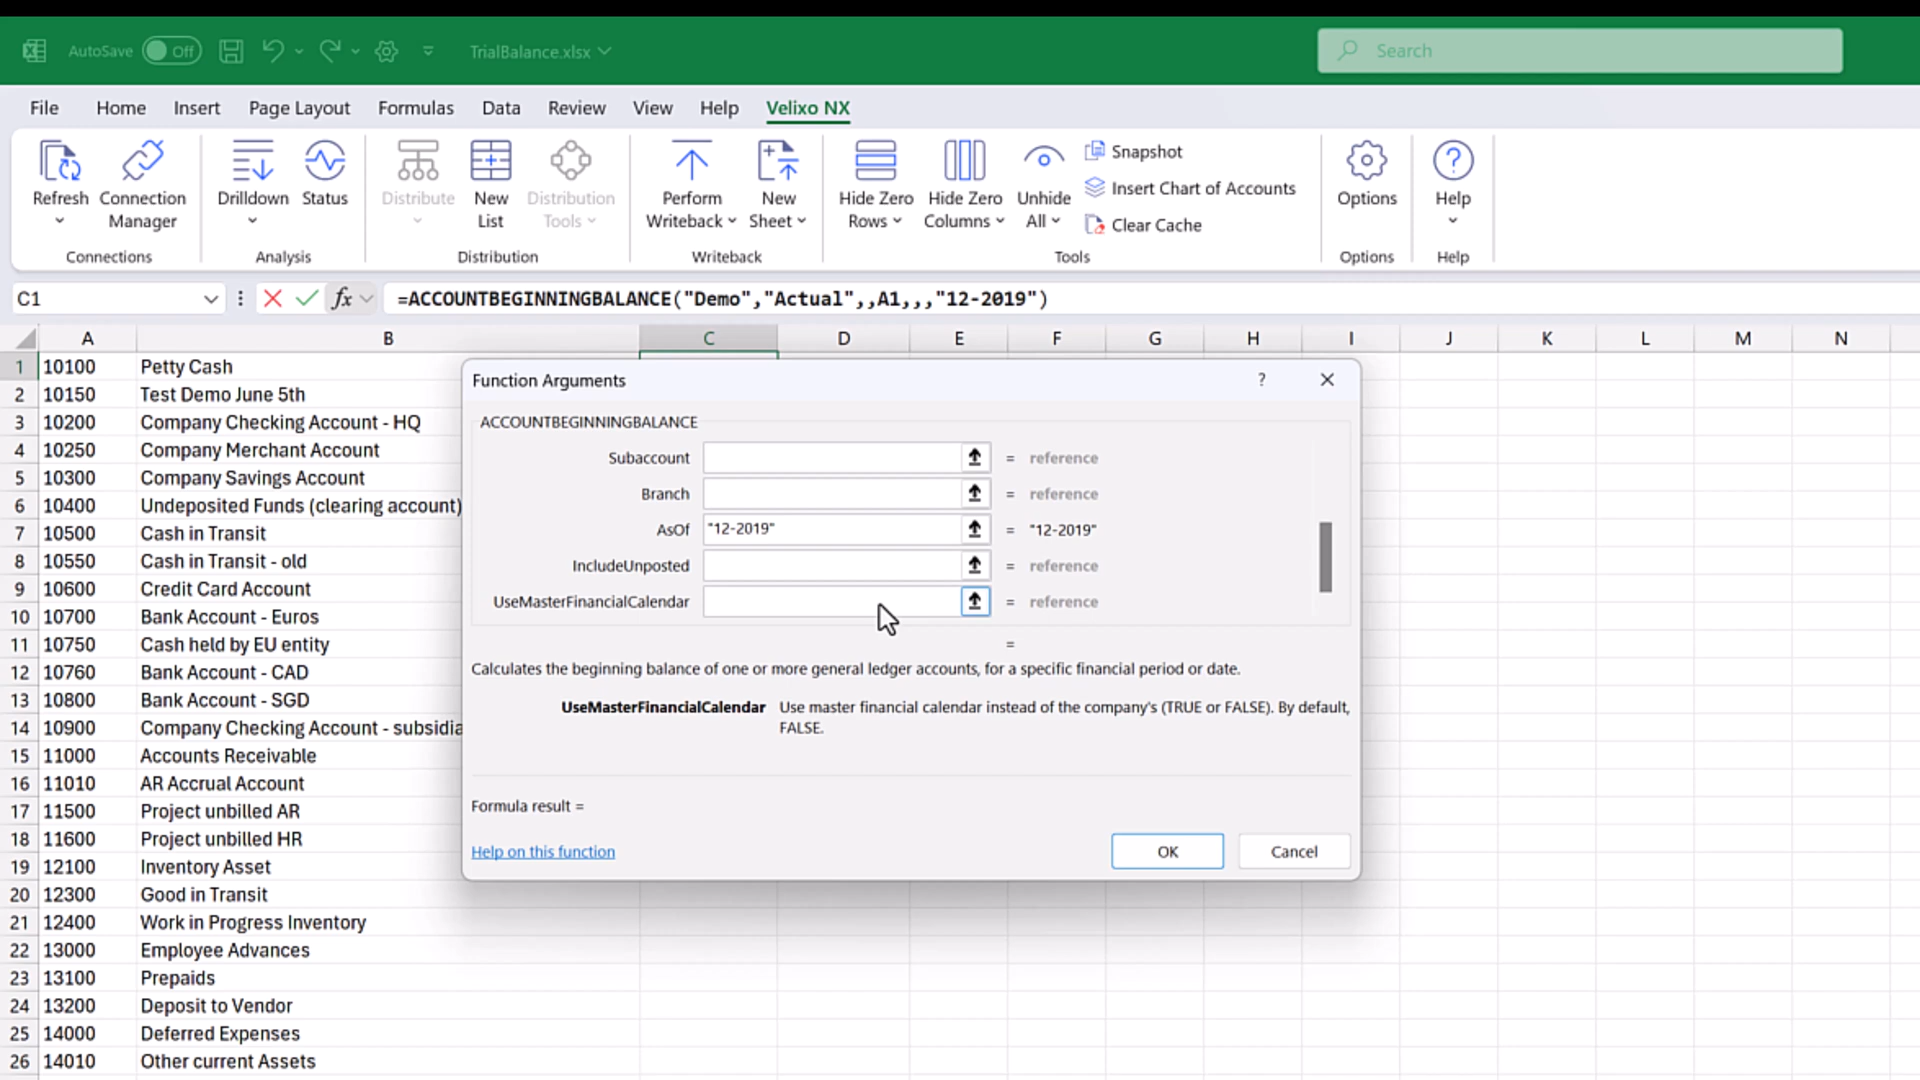 AutoSave Off TrialBalance.xlsx Search
File Home Insert Page Layout Formulas Data Review View Help Velixo NX
Refresh
Connection Manager
Connections
Drilldown
Status
Analysis
Distribute
New List
Distribution Tools
Distribution
Perform Writeback
New Sheet
Writeback
Hide Zero Rows
Hide Zero Columns
Unhide All
Snapshot
Insert Chart of Accounts
Clear Cache
Tools
Options
Options
Help
Help
C1 fx =ACCOUNTBEGINNINGBALANCE("Demo","Actual",,A1,,,"12-2019")
A B C D E F G H I J K L M N
1 10100 Petty Cash
2 10150 Test Demo June 5th
3 10200 Company Checking Account - HQ
4 10250 Company Merchant Account
5 10300 Company Savings Account
6 10400 Undeposited Funds (clearing account)
7 10500 Cash in Transit
8 10550 Cash in Transit - old
9 10600 Credit Card Account
10 10700 Bank Account - Euros
11 10750 Cash held by EU entity
12 10760 Bank Account - CAD
13 10800 Bank Account - SGD
14 10900 Company Checking Account - subsidia
15 11000 Accounts Receivable
16 11010 AR Accrual Account
17 11500 Project unbilled AR
18 11600 Project unbilled HR
19 12100 Inventory Asset
20 12300 Good in Transit
21 12400 Work in Progress Inventory
22 13000 Employee Advances
23 13100 Prepaids
24 13200 Deposit to Vendor
25 14000 Deferred Expenses
26 14010 Other current Assets
Function Arguments ?
ACCOUNTBEGINNINGBALANCE
Subaccount = reference
Branch = reference
AsOf "12-2019" = "12-2019"
IncludeUnposted = reference
UseMasterFinancialCalendar = reference
=
Calculates the beginning balance of one or more general ledger accounts, for a specific financial period or date.
UseMasterFinancialCalendar Use master financial calendar instead of the company's (TRUE or FALSE). By default,
FALSE.
Formula result =
Help on this function
OK Cancel